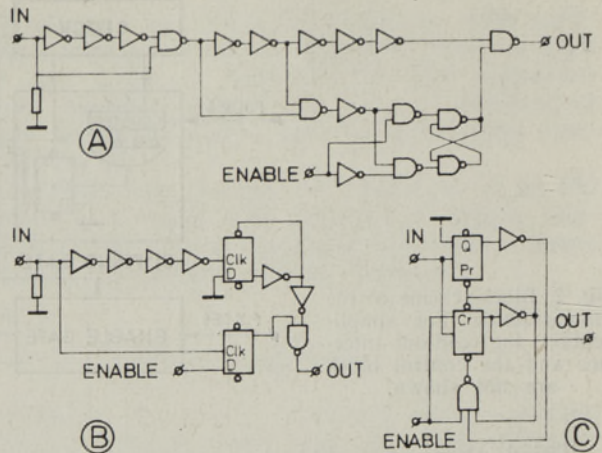 IN
OUT
A
ENABLE
IN
Clk
D
Clk
D
ENABLE
OUT
B
IN
Q
Pr
Cr
OUT
ENABLE
C